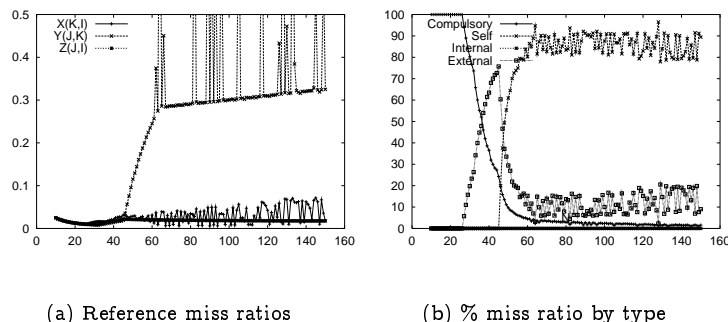 0.5
0.4
0.3
0.2
0.1
0
0 20 40 60 80 100 120 140 160
X(K,I)
Y(J,K)
Z(J,I)
100
90
80
70
60
50
40
30
20
10
0
0 20 40 60 80 100 120 140 160
Compulsory
Self
Internal
External
(a) Reference miss ratios
(b) % miss ratio by type